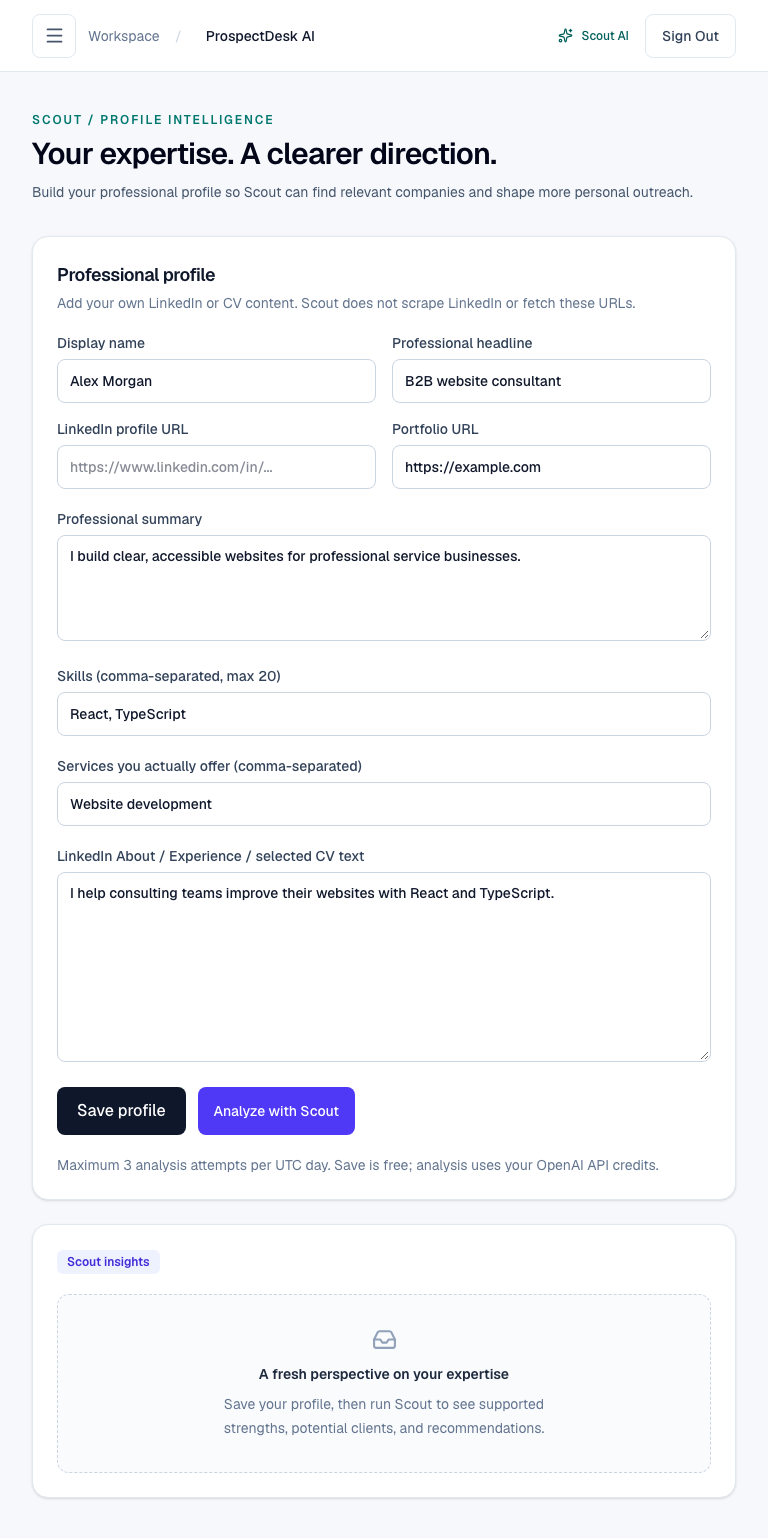 Workspace / ProspectDesk AI
Scout AI
Sign Out
SCOUT / PROFILE INTELLIGENCE
Your expertise. A clearer direction.
Build your professional profile so Scout can find relevant companies and shape more personal outreach.
Professional profile
Add your own LinkedIn or CV content. Scout does not scrape LinkedIn or fetch these URLs.
Display name
Alex Morgan
Professional headline
B2B website consultant
LinkedIn profile URL
https://www.linkedin.com/in/...
Portfolio URL
https://example.com
Professional summary
I build clear, accessible websites for professional service businesses.
Skills (comma-separated, max 20)
React, TypeScript
Services you actually offer (comma-separated)
Website development
LinkedIn About / Experience / selected CV text
I help consulting teams improve their websites with React and TypeScript.
Save profile
Analyze with Scout
Maximum 3 analysis attempts per UTC day. Save is free; analysis uses your OpenAI API credits.
Scout insights
A fresh perspective on your expertise
Save your profile, then run Scout to see supported
strengths, potential clients, and recommendations.